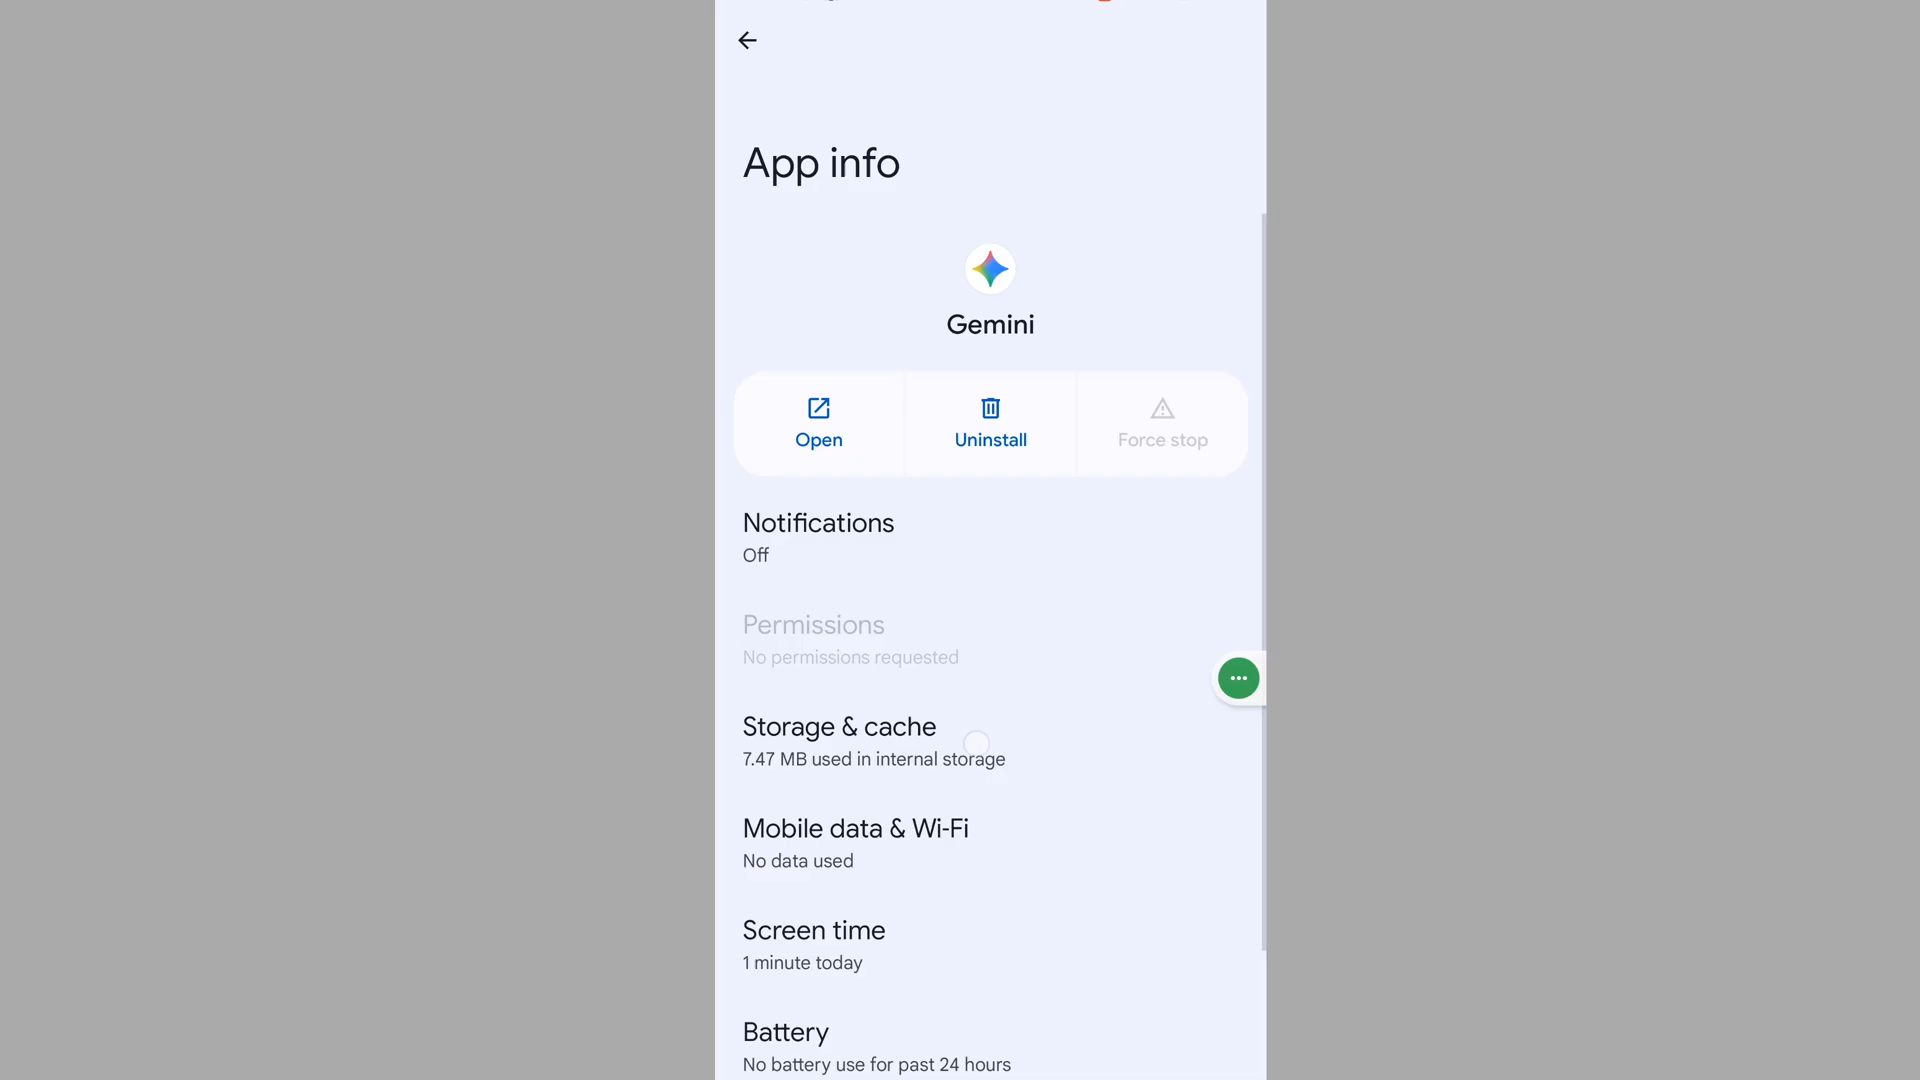 App info
Gemini
Open
Uninstall
Force stop
Notifications
Off
Permissions
No permissions requested
Storage & cache
7.47 MB used in internal storage
Mobile data & Wi-Fi
No data used
Screen time
1 minute today
Battery
No battery use for past 24 hours